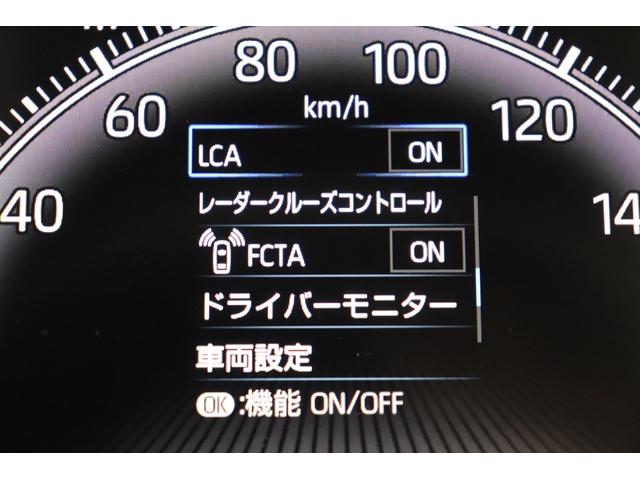 80 100
60 km/h 120
LCA ON
40 レーダークルーズコントロール 14
FCTA ON
ドライバーモニター
車両設定
OK:機能 ON/OFF